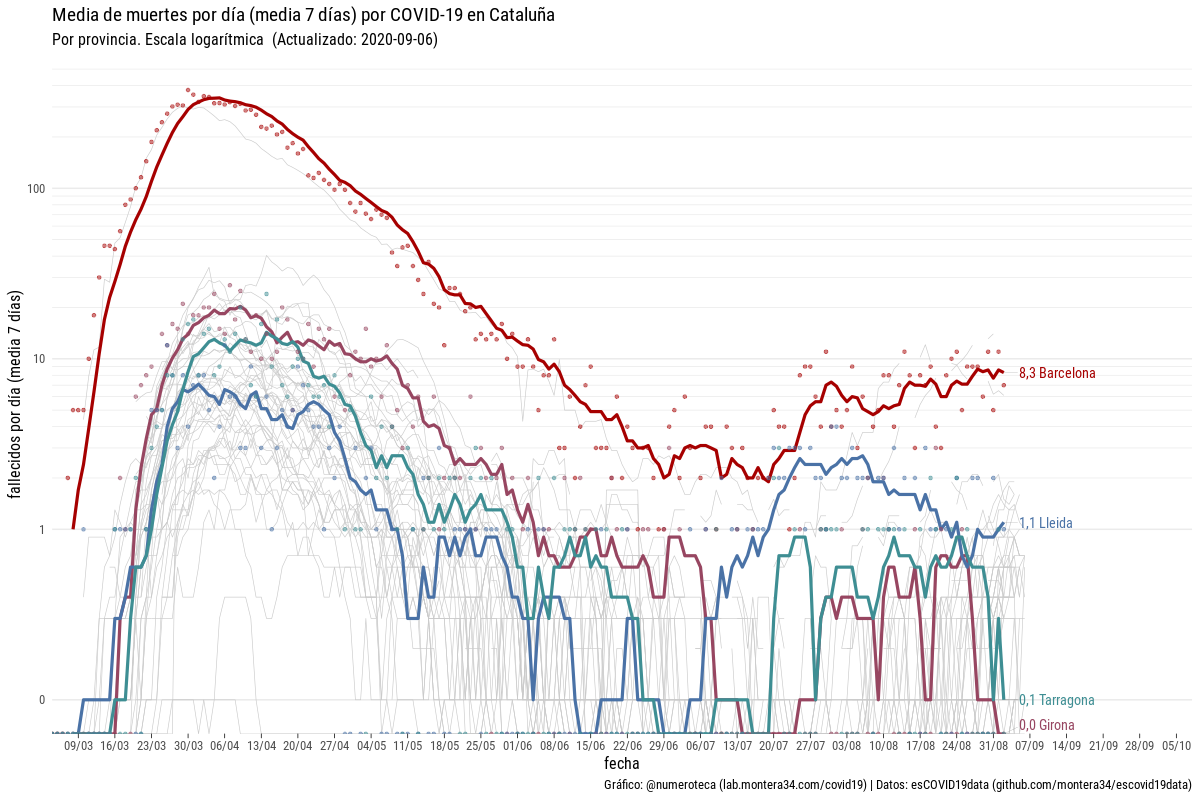 Media de muertes por día (media 7 días) por COVID-19 en Cataluña
Por provincia. Escala logarítmica  (Actualizado: 2020-09-06)
fallecidos por día (media  7 días)
100
10
1
0
8,3 Barcelona
1,1 Lleida
0,1 Tarragona
0,0 Girona
09/03 16/03 23/03 30/03 6/04 13/04 20/04 27/04 04/05 11/05 18/05 25/05 01/06 08/06 15/06 22/06 29/06 06/07 13/07 20/07 27/07 03/08 10/08 17/08 24/08 31/08 07/09 14/09 21/09 28/09 05/10
fecha
Gráfico: @numeroteca (lab.montera34.com/covid19) | Datos: esCOVID19data (github.com/montera34/escovid19data)